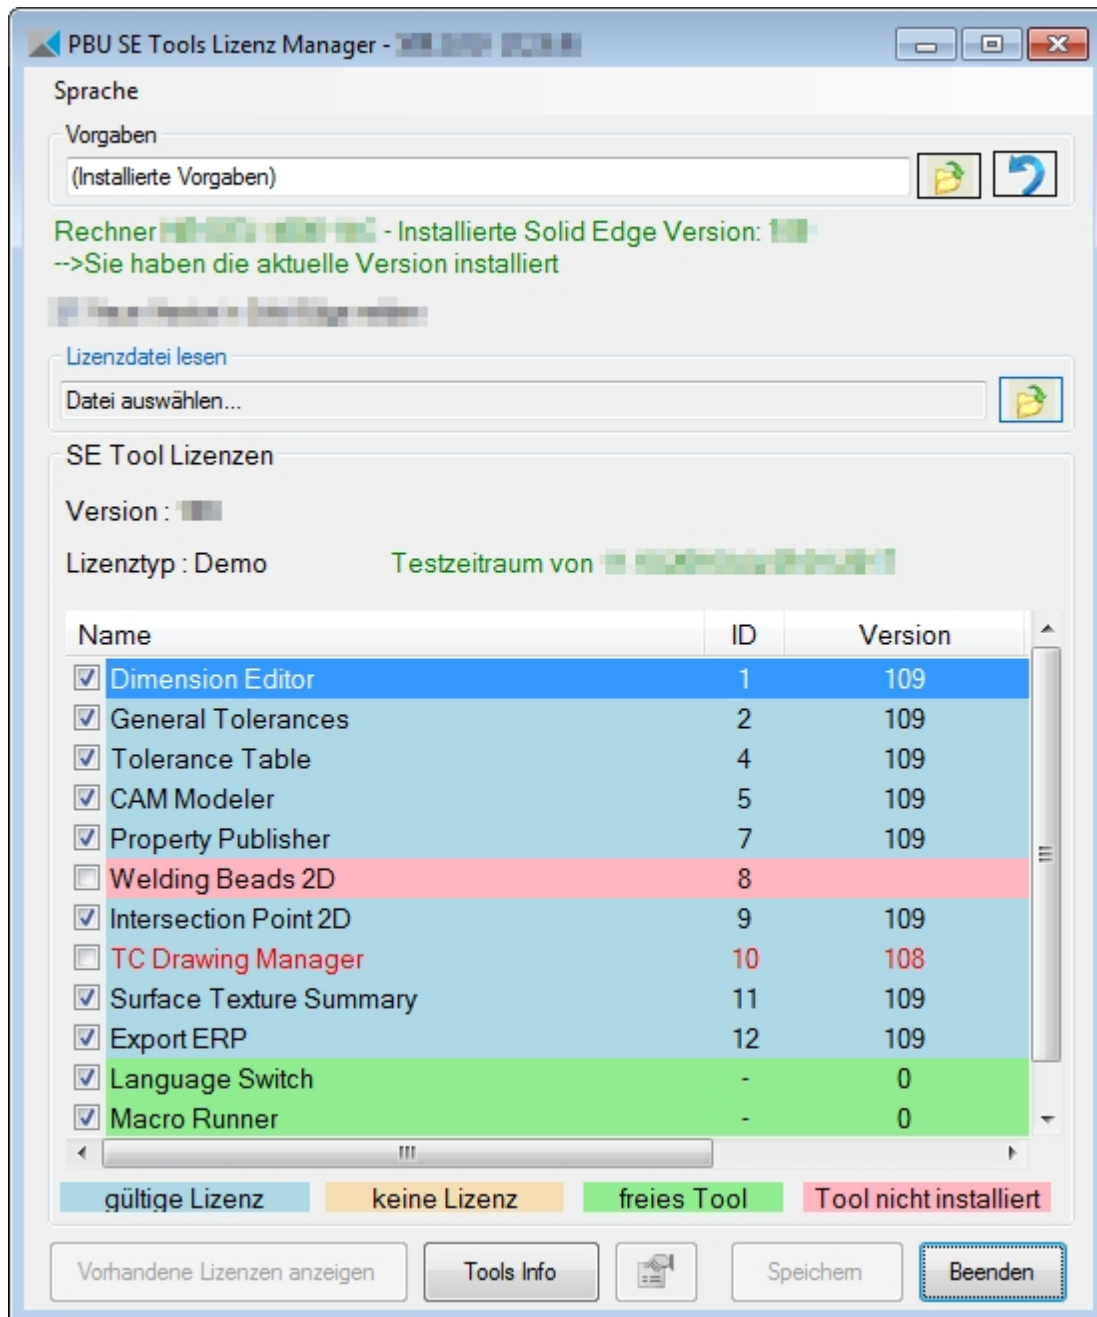 PBU SE Tools Lizenz Manager -
Sprache
Vorgaben
(Installierte Vorgaben)
Rechner - Installierte Solid Edge Version:
-->Sie haben die aktuelle Version installiert
Lizenzdatei lesen
Datei auswählen...
SE Tool Lizenzen
Version :
Lizenztyp : Demo Testzeitraum von
Name ID Version
Dimension Editor 1 109
General Tolerances 2 109
Tolerance Table 4 109
CAM Modeler 5 109
Property Publisher 7 109
Welding Beads 2D 8
Intersection Point 2D 9 109
TC Drawing Manager 10 108
Surface Texture Summary 11 109
Export ERP 12 109
Language Switch - 0
Macro Runner - 0
gültige Lizenz keine Lizenz freies Tool Tool nicht installiert
Vorhandene Lizenzen anzeigen Tools Info Speichern Beenden